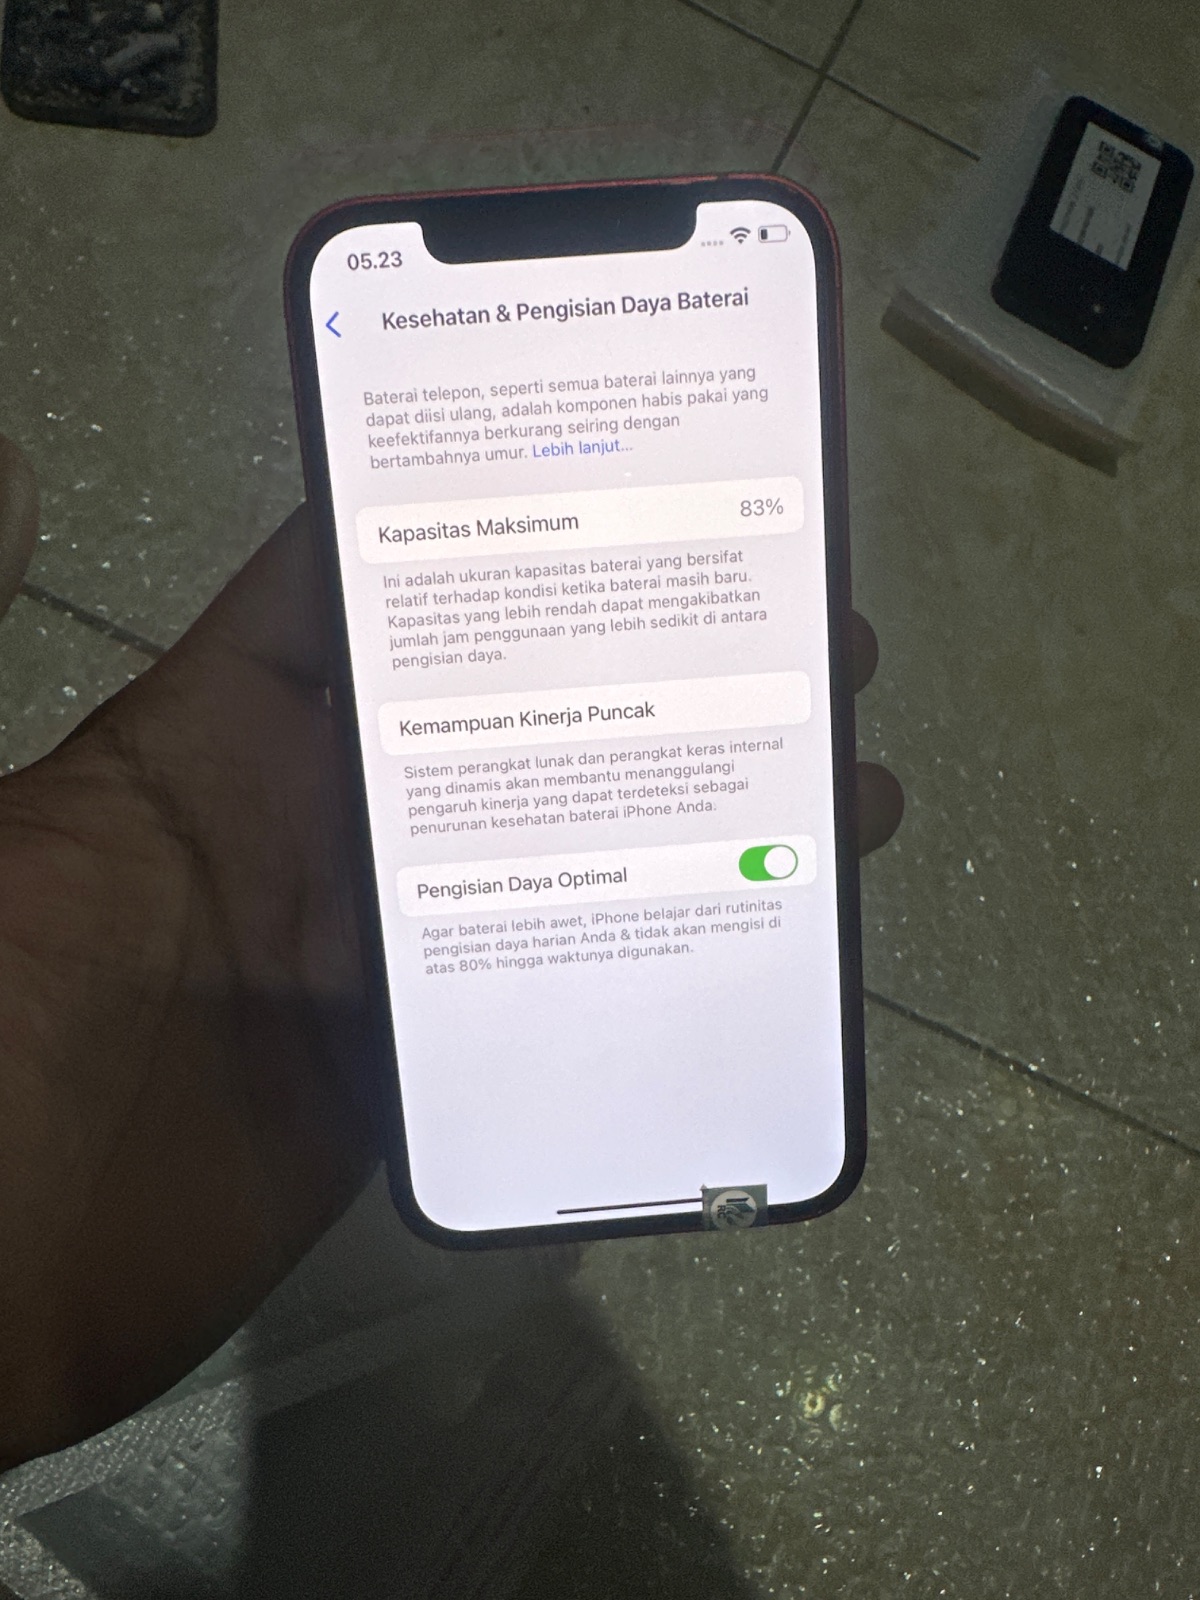 05.23
Kesehatan & Pengisian Daya Baterai
Baterai telepon, seperti semua baterai lainnya yang
dapat diisi ulang, adalah komponen habis pakai yang
keefektifannya berkurang seiring dengan
bertambahnya umur. Lebih lanjut...
Kapasitas Maksimum 83%
Ini adalah ukuran kapasitas baterai yang bersifat
relatif terhadap kondisi ketika baterai masih baru.
Kapasitas yang lebih rendah dapat mengakibatkan
jumlah jam penggunaan yang lebih sedikit di antara
pengisian daya.
Kemampuan Kinerja Puncak
Sistem perangkat lunak dan perangkat keras internal
yang dinamis akan membantu menanggulangi
pengaruh kinerja yang dapat terdeteksi sebagai
penurunan kesehatan baterai iPhone Anda.
Pengisian Daya Optimal
Agar baterai lebih awet, iPhone belajar dari rutinitas
pengisian daya harian Anda & tidak akan mengisi di
atas 80% hingga waktunya digunakan.